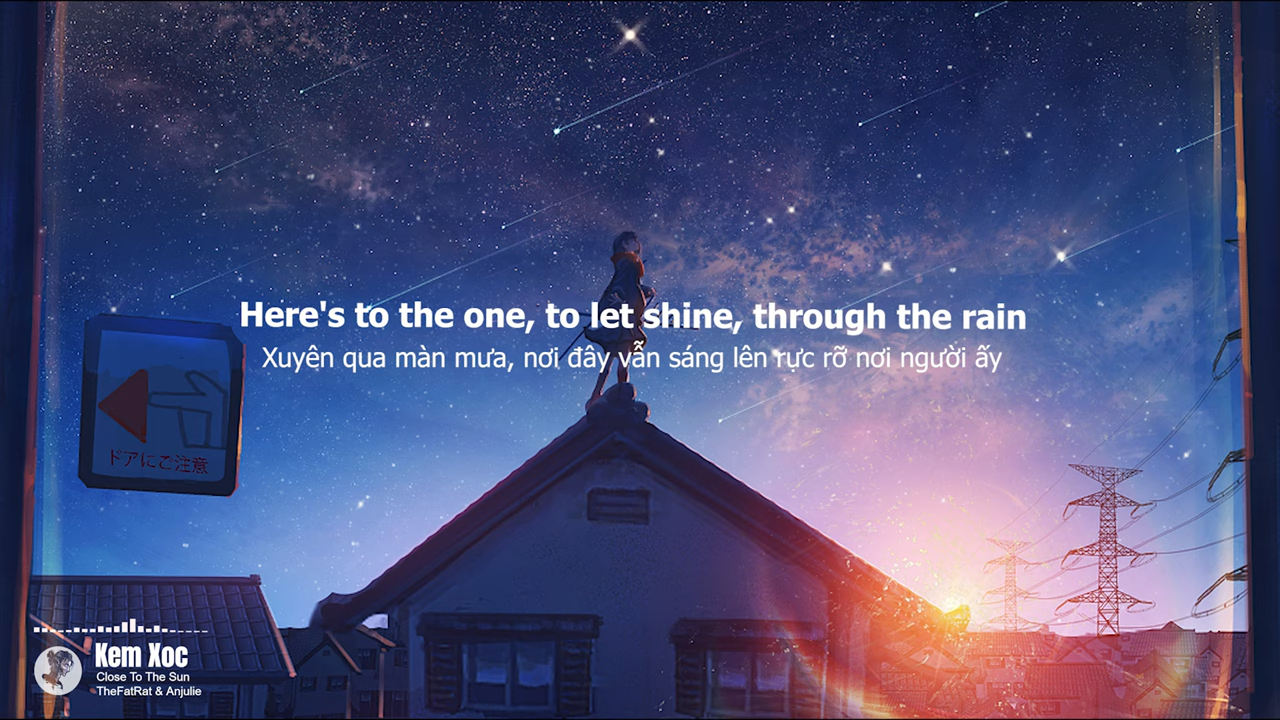 Here's to the one, to let shine, through the rain
Xuyên qua màn mưa, nơi đây vẫn sáng lên rực rỡ nơi người ấy
ドアにご注意
Kem Xoc
Close To The Sun
TheFatRat & Anjulie